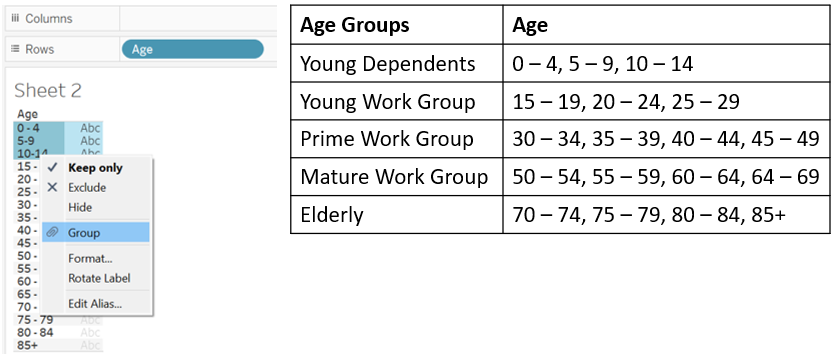 Columns
Rows
Age
Sheet 2
Age
0 - 4 Abc
5-9 Abc
10-14 Abc
15 -
20 -
25 -
30 -
35 -
40 -
45 -
50 -
55 -
60 -
65 -
70 -
75 - 79 Abc
80 - 84 Abc
85+ Abc
Keep only
Exclude
Hide
Group
Format...
Rotate Label
Edit Alias...
Age Groups Age
Young Dependents 0 – 4, 5 – 9, 10 – 14
Young Work Group 15 – 19, 20 – 24, 25 – 29
Prime Work Group 30 – 34, 35 – 39, 40 – 44, 45 – 49
Mature Work Group 50 – 54, 55 – 59, 60 – 64, 64 – 69
Elderly 70 – 74, 75 – 79, 80 – 84, 85+